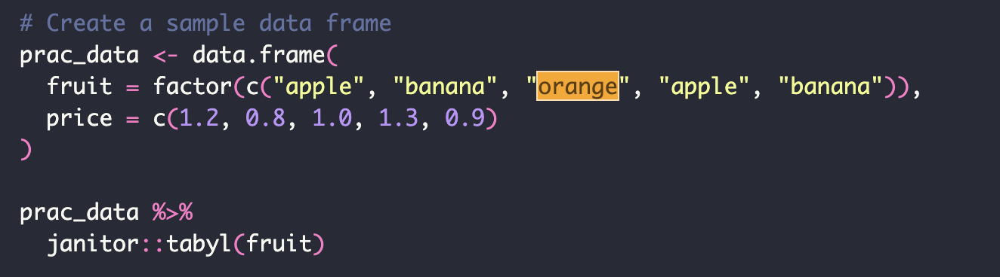 # Create a sample data frame
prac_data <- data.frame(
  fruit = factor(c("apple", "banana", "orange", "apple", "banana")),
  price = c(1.2, 0.8, 1.0, 1.3, 0.9)
)
prac_data %>%
  janitor::tabyl(fruit)